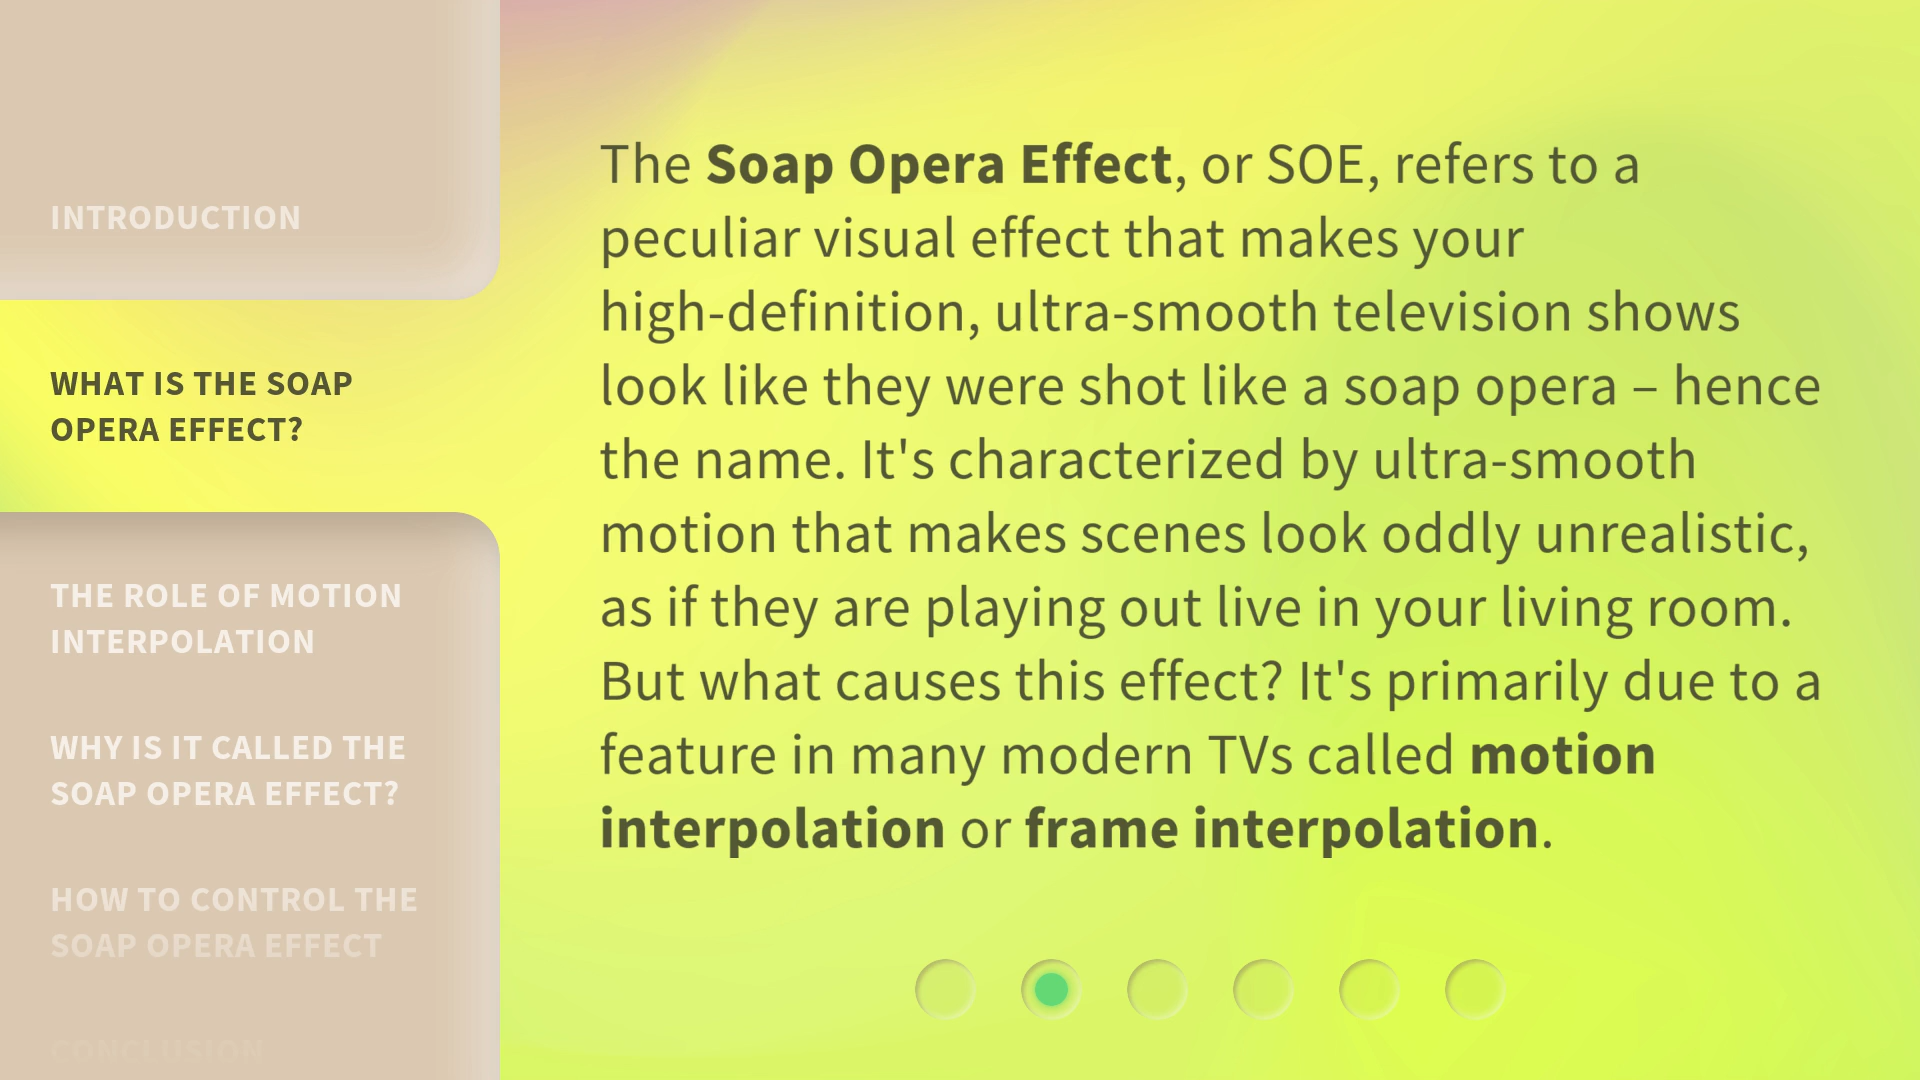 INTRODUCTION
WHAT IS THE SOAP
OPERA EFFECT?
THE ROLE OF MOTION
INTERPOLATION
WHY IS IT CALLED THE
SOAP OPERA EFFECT?
HOW TO CONTROL THE
SOAP OPERA EFFECT
CONCLUSION
The Soap Opera Effect, or SOE, refers to a
peculiar visual effect that makes your
high-definition, ultra-smooth television shows
look like they were shot like a soap opera – hence
the name. It's characterized by ultra-smooth
motion that makes scenes look oddly unrealistic,
as if they are playing out live in your living room.
But what causes this effect? It's primarily due to a
feature in many modern TVs called motion
interpolation or frame interpolation.